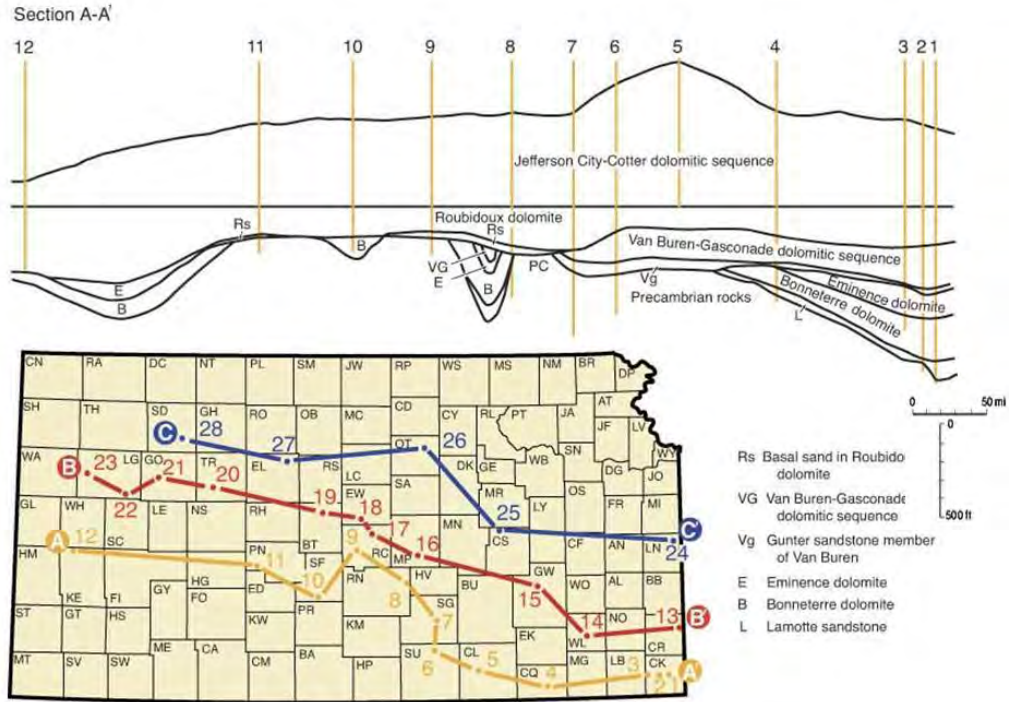 Section A-A'
12 11 10 9 8 7 6 5 4 3 2 1
Jefferson City-Cotter dolomitic sequence
Roubidoux dolomite
Rs
Rs
Van Buren-Gasconade dolomitic sequence
B
VG
E
B
PC
Vg
Precambrian rocks
Eminence dolomite
Bonneterre dolomite
L
E
B
0 50 mi
0
500 ft
CN RA DC NT PL SM JW RP WS MS NM BR DP
SH TH SD GH RO OB MC CD CY RL PT JA AT
JF LV
C 28 27 OT 26
WA B 23 LG GO 21 TR 20 EL RS LC SA DK GE WB SN DG JO WY
22 19 EW 18 MR LY OS FR MI
GL WH LE NS RH 17 MN 25 CS CF AN LN C'
A 12 SC 9 16 24
HM PN 11 BT SF RC MP
HG 10 RN HV BU GW WO AL BB
KE FI GY FO ED PR 8 SG 15
ST GT HS KW KM 7 EK 14 NO 13 B'
ME SU WL CR
MT SV SW CA CM BA HP 6 CL 5 CQ 4 MG LB 3 CK A'
21
Rs Basal sand in Roubido
dolomite
VG Van Buren-Gasconade
dolomitic sequence
Vg Gunter sandstone member
of Van Buren
E Eminence dolomite
B Bonneterre dolomite
L Lamotte sandstone